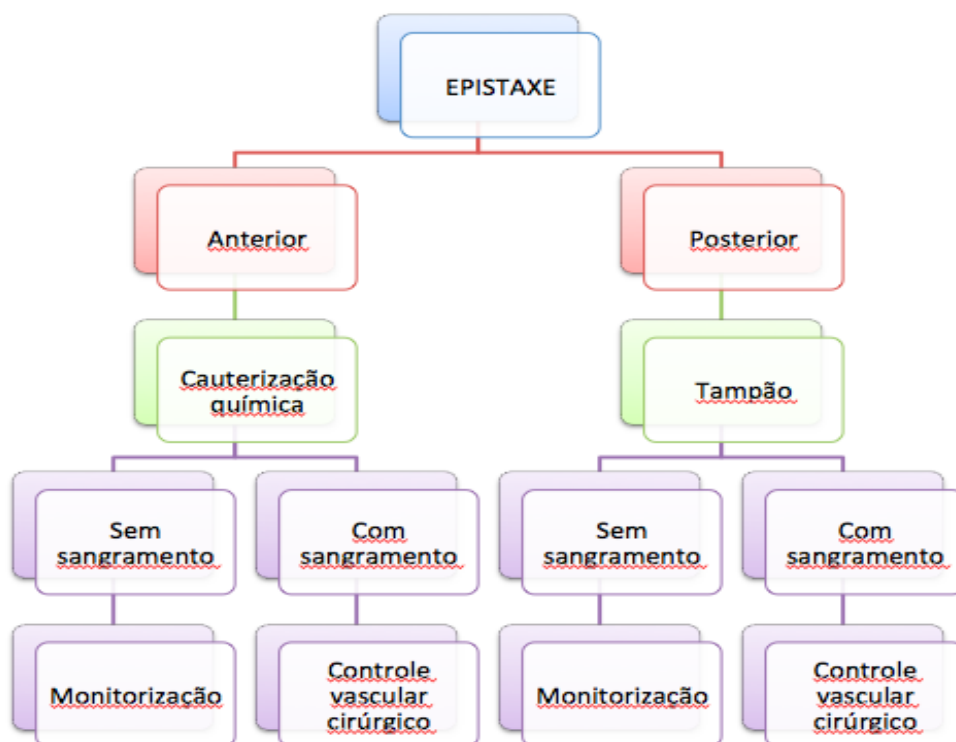 EPISTAXE
Anterior
Posterior
Cauterização
química
Tampão
Sem
sangramento
Com
sangramento
Sem
sangramento
Com
sangramento
Monitorização
Controle
vascular
cirúrgico
Monitorização
Controle
vascular
cirúrgico